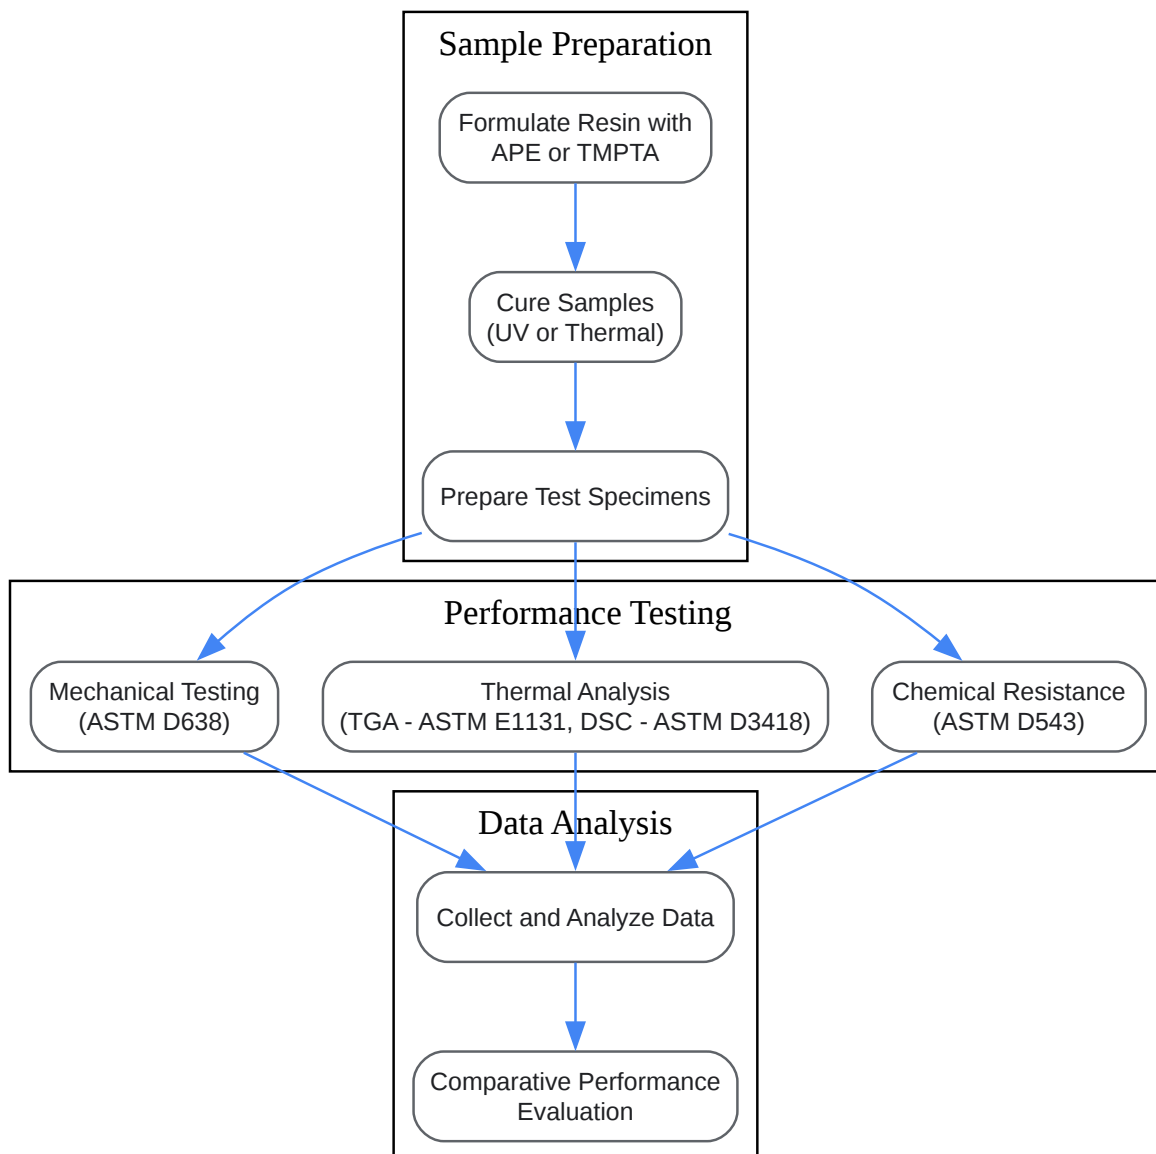 Sample Preparation
Formulate Resin with
APE or TMPTA
Cure Samples
(UV or Thermal)
Prepare Test Specimens
Performance Testing
Mechanical Testing
(ASTM D638)
Thermal Analysis
(TGA - ASTM E1131, DSC - ASTM D3418)
Chemical Resistance
(ASTM D543)
Data Analysis
Collect and Analyze Data
Comparative Performance
Evaluation